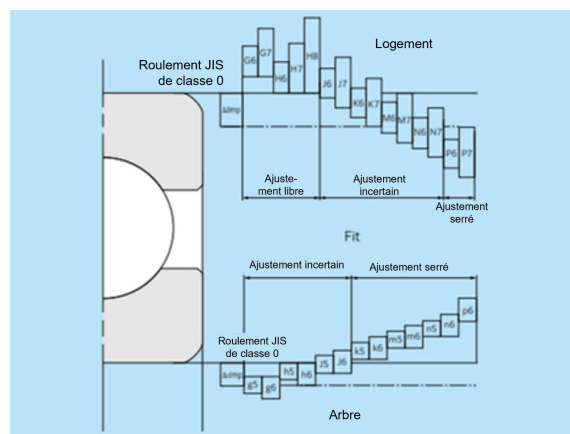 Logement
Roulement JIS
de classe 0
G6
G7
H6
H7
H8
J6
J7
K6
K7
M6
M7
N6
N7
P6
P7
ΔDmp
Ajuste-
ment libre
Ajustement
incertain
Ajustement
serré
Fit
Ajustement incertain
Ajustement serré
Roulement JIS
de classe 0
Δdmp
g5
g6
h5
h6
J5
J6
k5
k6
m5
m6
n5
n6
p6
Arbre